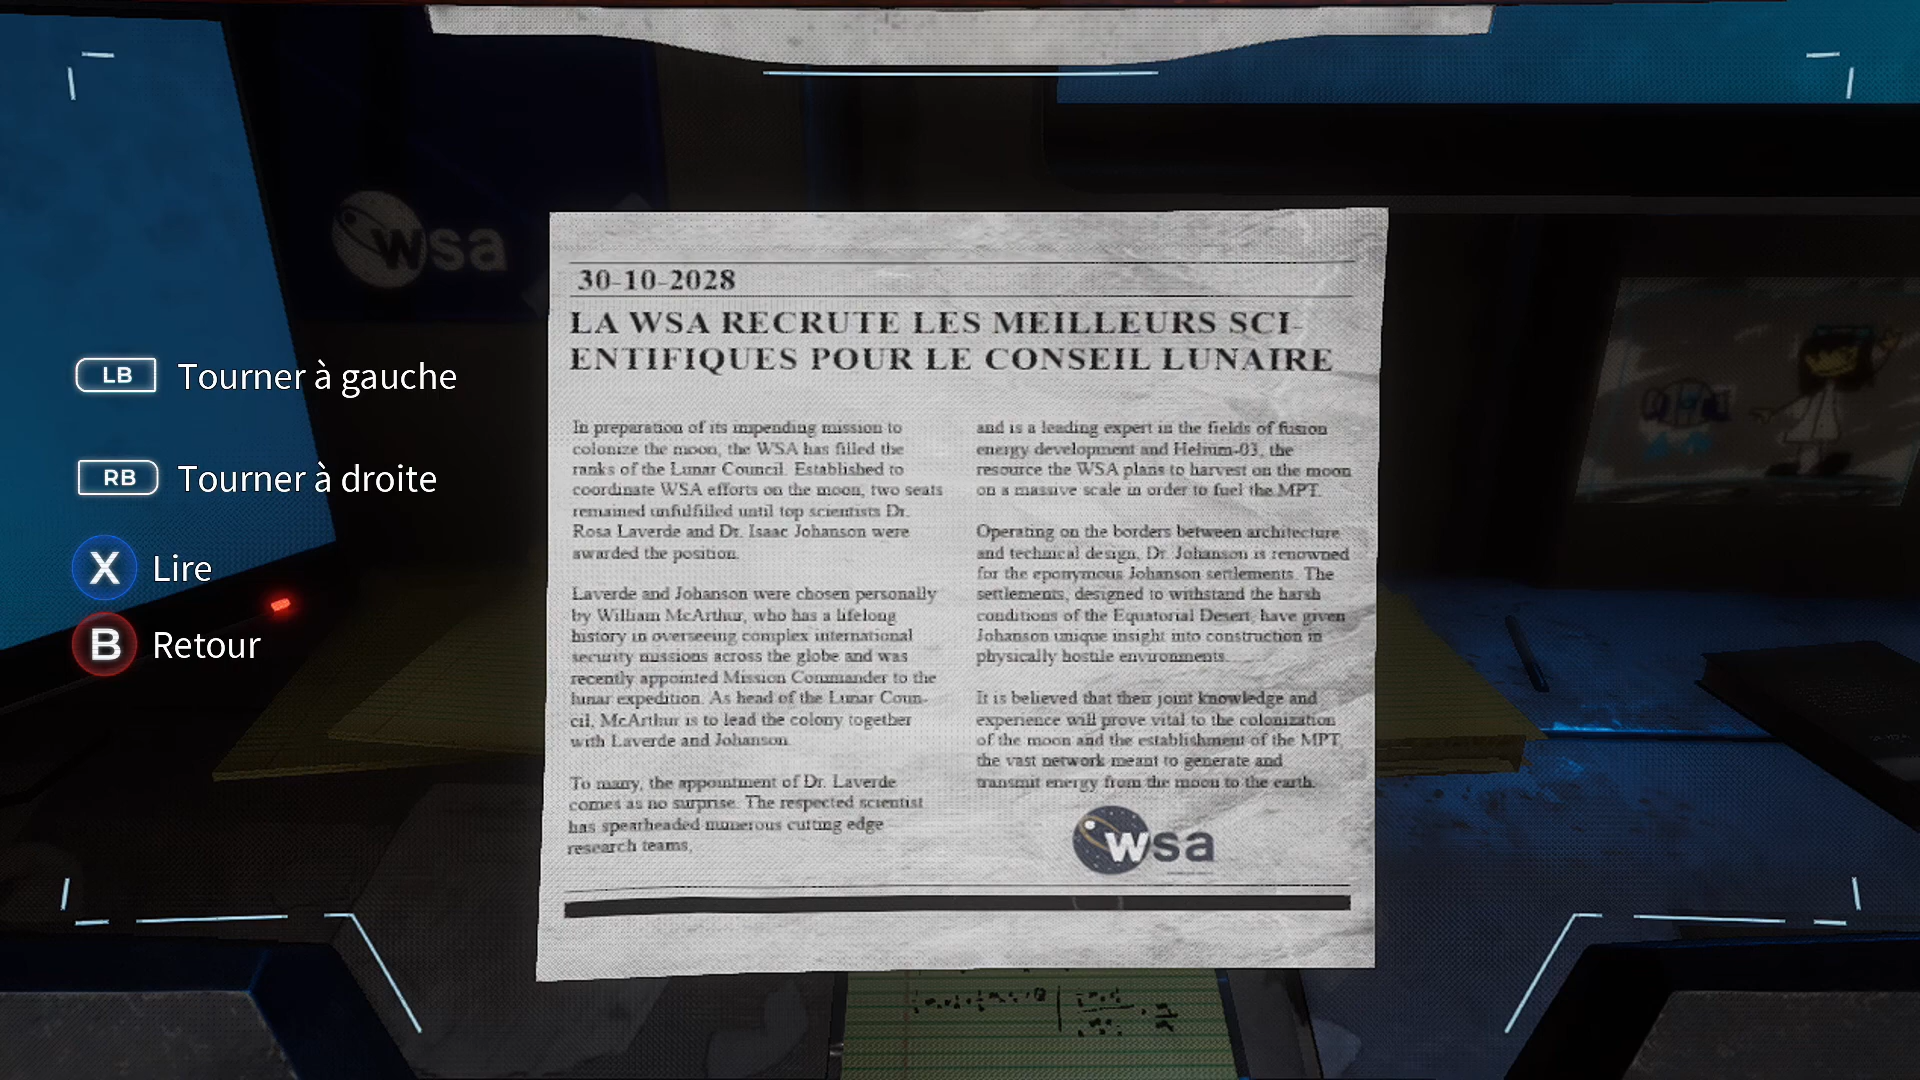 wsa
30-10-2028
LA WSA RECRUTE LES MEILLEURS SCI-
ENTIFIQUES POUR LE CONSEIL LUNAIRE
In preparation of its impending mission to
colonize the moon, the WSA has filled the
ranks of the Lunar Council. Established to
coordinate WSA efforts on the moon, two seats
remained unfulfilled until top scientists Dr.
Rosa Laverde and Dr. Isaac Johanson were
awarded the position.
Laverde and Johanson were chosen personally
by William McArthur, who has a lifelong
history in overseeing complex international
security missions across the globe and was
recently appointed Mission Commander to the
lunar expedition. As head of the Lunar Coun-
cil, McArthur is to lead the colony together
with Laverde and Johanson.
To many, the appointment of Dr. Laverde
comes as no surprise. The respected scientist
has spearheaded numerous cutting edge
research teams,
and is a leading expert in the fields of fusion
energy development and Helium-03, the
resource the WSA plans to harvest on the moon
on a massive scale in order to fuel the MPT.
Operating on the borders between architecture
and technical design, Dr. Johanson is renowned
for the eponymous Johanson settlements. The
settlements, designed to withstand the harsh
conditions of the Equatorial Desert, have given
Johanson unique insight into construction in
physically hostile environments.
It is believed that their joint knowledge and
experience will prove vital to the colonization
of the moon and the establishment of the MPT,
the vast network meant to generate and
transmit energy from the moon to the earth.
wsa
LB Tourner à gauche
RB Tourner à droite
X Lire
B Retour